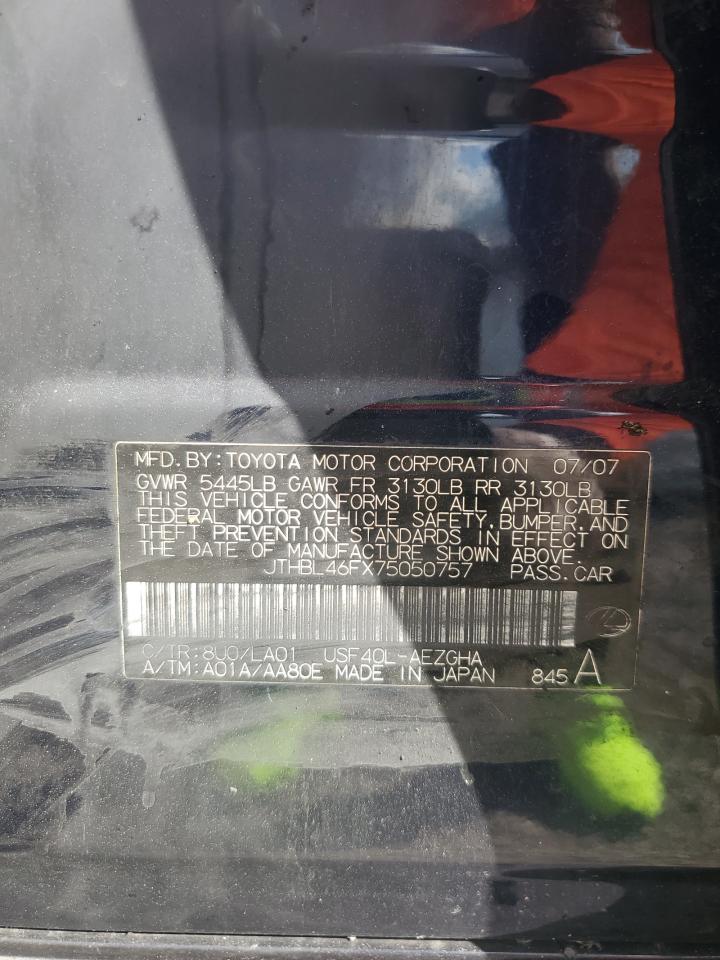 MFD. BY: TOYOTA MOTOR CORPORATION 07/07
GVWR 5445LB GAWR FR 3130LB RR 3130LB
THIS VEHICLE CONFORMS TO ALL APPLICABLE
FEDERAL MOTOR VEHICLE SAFETY, BUMPER, AND
THEFT PREVENTION STANDARDS IN EFFECT ON
THE DATE OF MANUFACTURE SHOWN ABOVE.
JTHBL46FX75050757 PASS. CAR
C/TR: 8U0/LA01 USF40L-AEZGHA
A/TM: A01A/AA80E MADE IN JAPAN 845 A